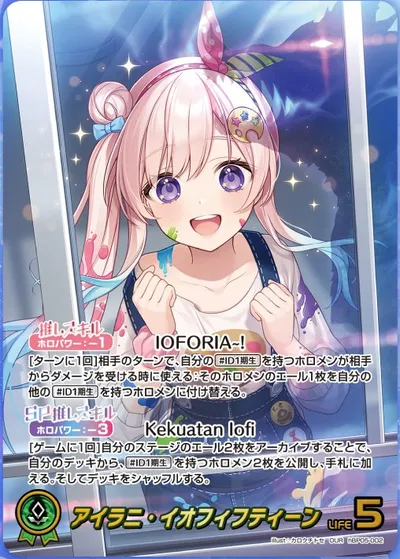 推しスキル
ホロパワー：－1
IOFORIA~!
[ターンに1回]相手のターンで、自分の #ID1期生 を持つホロメンが相手
からダメージを受ける時に使える：そのホロメンのエール1枚を自分の
他の #ID1期生 を持つホロメンに付け替える。
SP推しスキル
ホロパワー：－3
Kekuatan Iofi
[ゲームに1回]自分のステージのエール2枚をアーカイブすることで、
自分のデッキから、#ID1期生 を持つホロメン2枚を公開し、手札に加
える。そしてデッキをシャッフルする。
アイラニ・イオフィフティーン
LIFE 5
Illust：カロクチトセ OUR hBP05-002